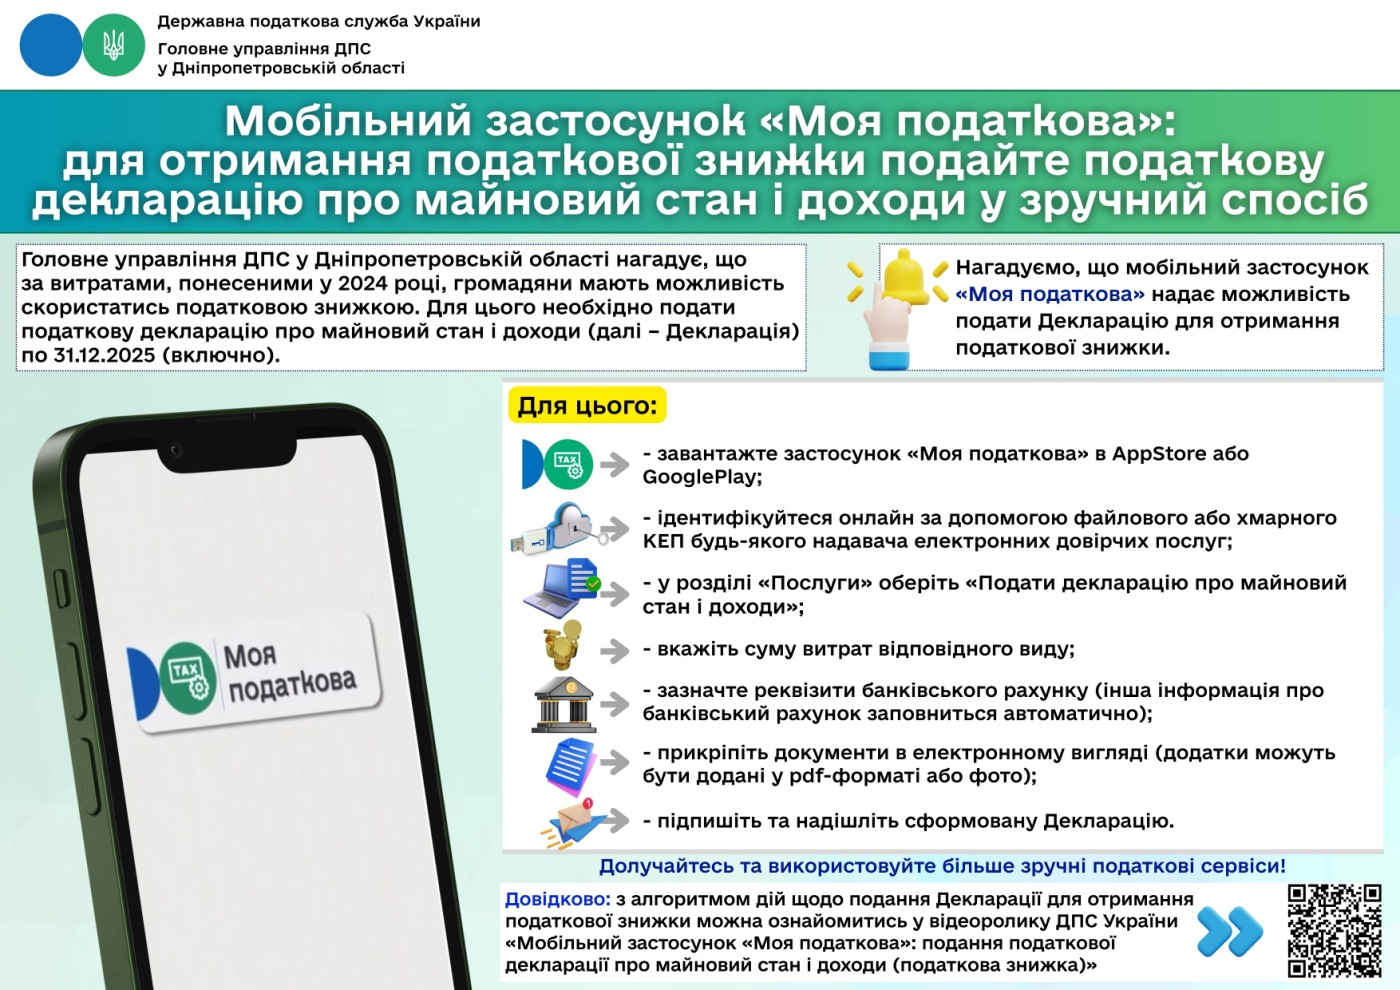 Державна податкова служба України
Головне управління ДПС
у Дніпропетровській області
Мобільний застосунок «Моя податкова»:
для отримання податкової знижки подайте податкову
декларацію про майновий стан і доходи у зручний спосіб
Головне управління ДПС у Дніпропетровській області нагадує, що
за витратами, понесеними у 2024 році, громадяни мають можливість
скористатись податковою знижкою. Для цього необхідно подати
податкову декларацію про майновий стан і доходи (далі – Декларація)
по 31.12.2025 (включно).
Нагадуємо, що мобільний застосунок
«Моя податкова» надає можливість
подати Декларацію для отримання
податкової знижки.
Для цього:
TAX
- завантажте застосунок «Моя податкова» в AppStore або
GooglePlay;
- ідентифікуйтеся онлайн за допомогою файлового або хмарного
КЕП будь-якого надавача електронних довірчих послуг;
- у розділі «Послуги» оберіть «Подати декларацію про майновий
стан і доходи»;
- вкажіть суму витрат відповідного виду;
- зазначте реквізити банківського рахунку (інша інформація про
банківський рахунок заповниться автоматично);
- прикріпіть документи в електронному вигляді (додатки можуть
бути додані у pdf-форматі або фото);
1
- підпишіть та надішліть сформовану Декларацію.
TAX
Моя
податкова
Долучайтесь та використовуйте більше зручні податкові сервіси!
Довідково: з алгоритмом дій щодо подання Декларації для отримання
податкової знижки можна ознайомитись у відеоролику ДПС України
«Мобільний застосунок «Моя податкова»: подання податкової
декларації про майновий стан і доходи (податкова знижка)»